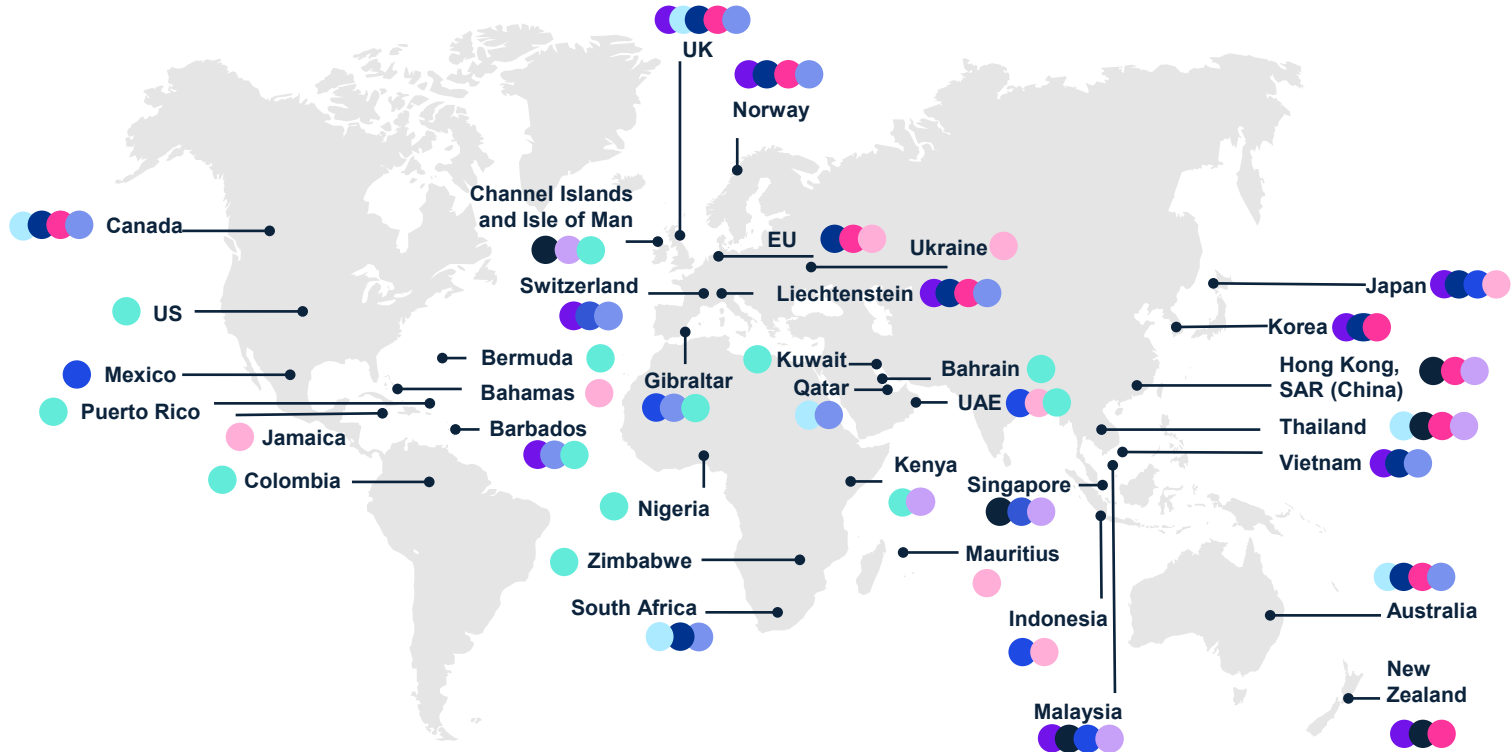 UK
Norway
Channel Islands
and Isle of Man
Canada
EU
Ukraine
Switzerland
Liechtenstein
Japan
US
Korea
Bermuda
Kuwait
Hong Kong,
SAR (China)
Mexico
Bahamas
Gibraltar
Qatar
Bahrain
UAE
Puerto Rico
Jamaica
Barbados
Thailand
Vietnam
Colombia
Kenya
Singapore
Nigeria
Zimbabwe
Mauritius
South Africa
Indonesia
Australia
New
Zealand
Malaysia